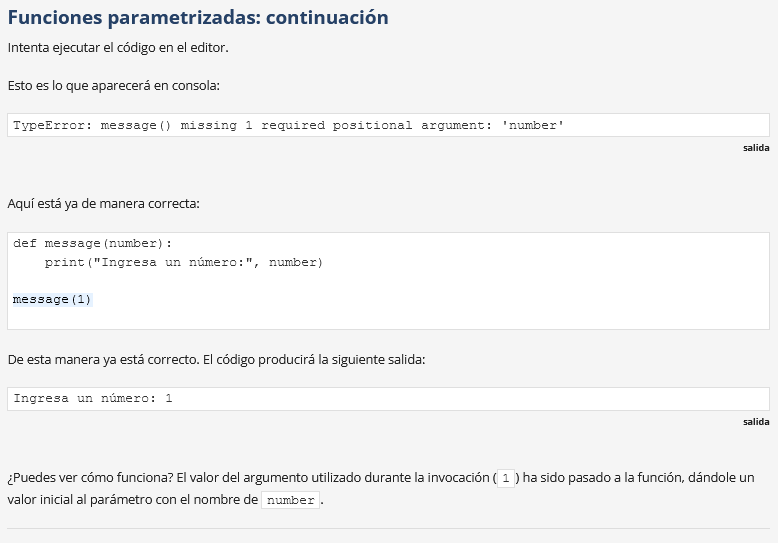 Funciones parametrizadas: continuación
Intenta ejecutar el código en el editor.
Esto es lo que aparecerá en consola:
TypeError: message() missing 1 required positional argument: 'number'
salida
Aquí está ya de manera correcta:
def message(number):
    print("Ingresa un número:", number)
message(1)
De esta manera ya está correcto. El código producirá la siguiente salida:
Ingresa un número: 1
salida
¿Puedes ver cómo funciona? El valor del argumento utilizado durante la invocación ( 1 ) ha sido pasado a la función, dándole un
valor inicial al parámetro con el nombre de number .